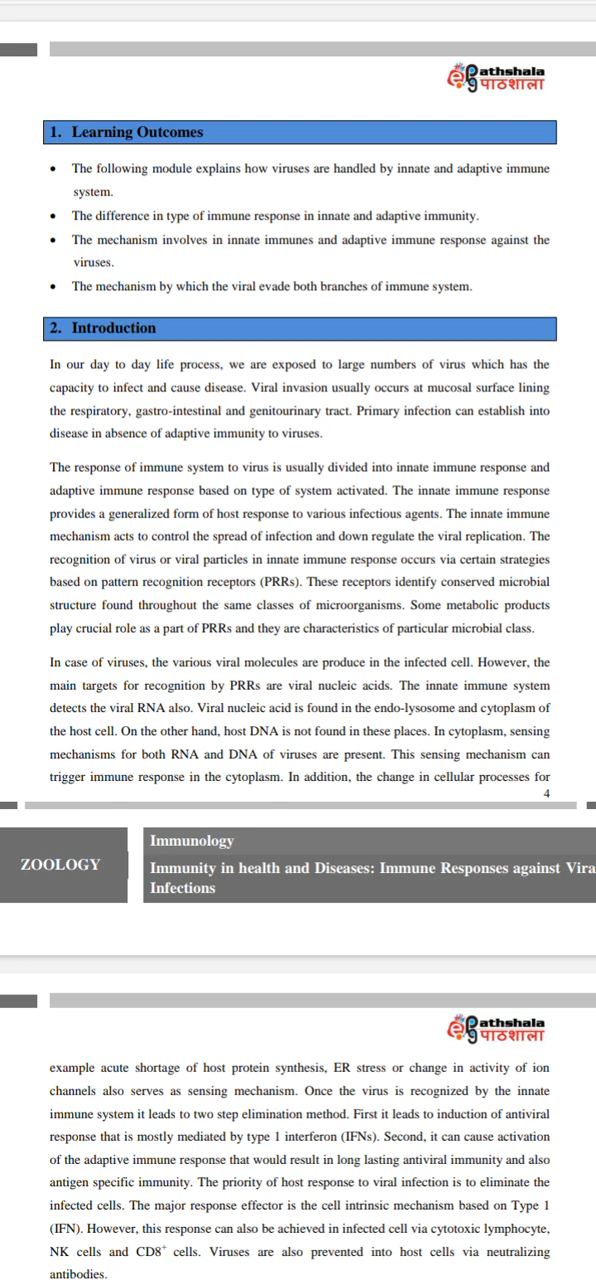 ePathshala
पाठशाला
1. Learning Outcomes
• The following module explains how viruses are handled by innate and adaptive immune
system.
• The difference in type of immune response in innate and adaptive immunity.
• The mechanism involves in innate immunes and adaptive immune response against the
viruses.
• The mechanism by which the viral evade both branches of immune system.
2. Introduction
In our day to day life process, we are exposed to large numbers of virus which has the
capacity to infect and cause disease. Viral invasion usually occurs at mucosal surface lining
the respiratory, gastro-intestinal and genitourinary tract. Primary infection can establish into
disease in absence of adaptive immunity to viruses.
The response of immune system to virus is usually divided into innate immune response and
adaptive immune response based on type of system activated. The innate immune response
provides a generalized form of host response to various infectious agents. The innate immune
mechanism acts to control the spread of infection and down regulate the viral replication. The
recognition of virus or viral particles in innate immune response occurs via certain strategies
based on pattern recognition receptors (PRRs). These receptors identify conserved microbial
structure found throughout the same classes of microorganisms. Some metabolic products
play crucial role as a part of PRRs and they are characteristics of particular microbial class.
In case of viruses, the various viral molecules are produce in the infected cell. However, the
main targets for recognition by PRRs are viral nucleic acids. The innate immune system
detects the viral RNA also. Viral nucleic acid is found in the endo-lysosome and cytoplasm of
the host cell. On the other hand, host DNA is not found in these places. In cytoplasm, sensing
mechanisms for both RNA and DNA of viruses are present. This sensing mechanism can
trigger immune response in the cytoplasm. In addition, the change in cellular processes for
4
ZOOLOGY
Immunology
Immunity in health and Diseases: Immune Responses against Vira
Infections
ePathshala
पाठशाला
example acute shortage of host protein synthesis, ER stress or change in activity of ion
channels also serves as sensing mechanism. Once the virus is recognized by the innate
immune system it leads to two step elimination method. First it leads to induction of antiviral
response that is mostly mediated by type 1 interferon (IFNs). Second, it can cause activation
of the adaptive immune response that would result in long lasting antiviral immunity and also
antigen specific immunity. The priority of host response to viral infection is to eliminate the
infected cells. The major response effector is the cell intrinsic mechanism based on Type 1
(IFN). However, this response can also be achieved in infected cell via cytotoxic lymphocyte,
NK cells and CD8⁺ cells. Viruses are also prevented into host cells via neutralizing
antibodies.